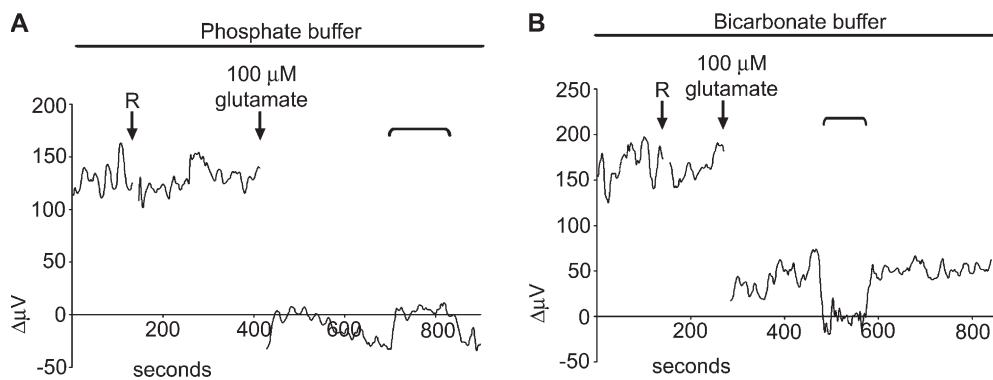 A
Phosphate buffer
R
100 µM
glutamate
200
150
100
50
0
-50
ΔµV
200
400
600
800
seconds
B
Bicarbonate buffer
R
100 µM
glutamate
250
200
150
100
50
0
-50
ΔµV
200
400
600
800
seconds